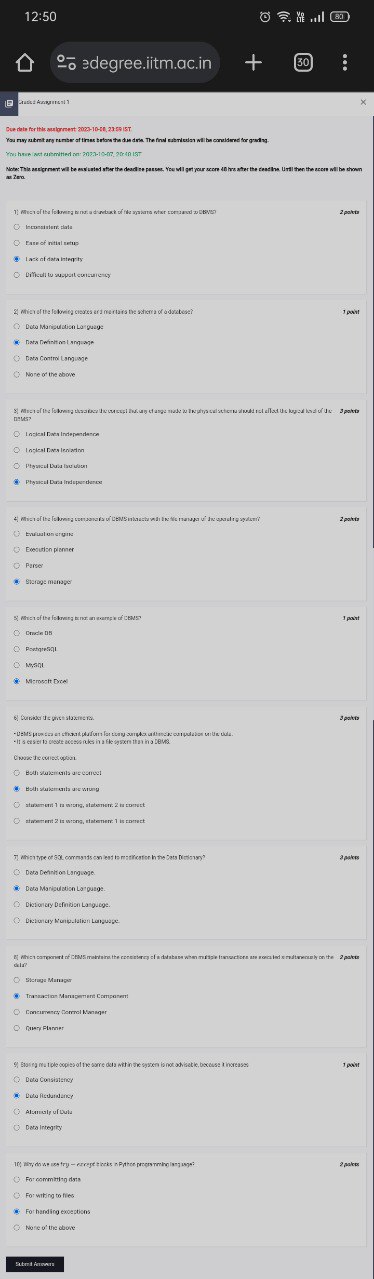 12:50
80
edegree.iitm.ac.in
30
Graded Assignment 1
Due date for this assignment: 2023-10-08, 23:59 IST.
You may submit any number of times before the due date. The final submission will be considered for grading.
You have last submitted on: 2023-10-07, 20:18 IST
Note: This assignment will be evaluated after the deadline passes. You will get your score 48 hrs after the deadline. Until then the score will be shown
as Zero.
1) Which of the following is not a drawback of file systems when compared to DBMS? 2 points
Inconsistent data
Ease of initial setup
Lack of data integrity
Difficult to support concurrency
2) Which of the following creates and maintains the schema of a database? 1 point
Data Manipulation Language
Data Definition Language
Data Control Language
None of the above
3) Which of the following describes the concept that any change made to the physical schema should not affect the logical level of the 3 points
DBMS?
Logical Data Independence
Logical Data Isolation
Physical Data Isolation
Physical Data Independence
4) Which of the following components of DBMS interacts with the file manager of the operating system? 2 points
Evaluation engine
Execution planner
Parser
Storage manager
5) Which of the following is not an example of DBMS? 1 point
Oracle DB
PostgreSQL
MySQL
Microsoft Excel
6) Consider the given statements. 3 points
• DBMS provides an efficient platform for doing complex arithmetic computation on the data.
• It is easier to create access rules in a file system than in a DBMS.
Choose the correct option.
Both statements are correct
Both statements are wrong
statement 1 is wrong, statement 2 is correct
statement 2 is wrong, statement 1 is correct
7) Which type of SQL commands can lead to modification in the Data Dictionary? 3 points
Data Definition Language.
Data Manipulation Language.
Dictionary Definition Language.
Dictionary Manipulation Language.
8) Which component of DBMS maintains the consistency of a database when multiple transactions are executed simultaneously on the 2 points
data?
Storage Manager
Transaction Management Component
Concurrency Control Manager
Query Planner
9) Storing multiple copies of the same data within the system is not advisable, because it increases 1 point
Data Consistency
Data Redundancy
Atomicity of Data
Data Integrity
10) Why do we use try — except blocks in Python programming language? 2 points
For committing data
For writing to files
For handling exceptions
None of the above
Submit Answers